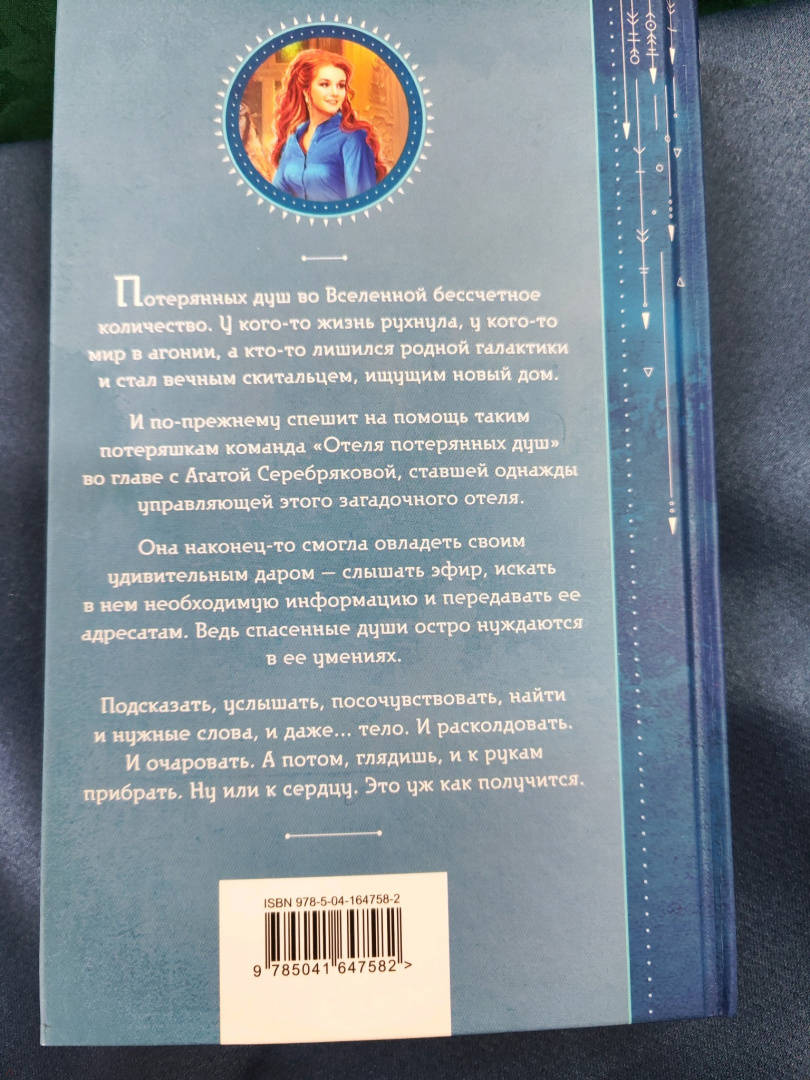 Потерянных душ во Вселенной бессчетное
количество. У кого-то жизнь рухнула, у кого-то
мир в агонии, а кто-то лишился родной галактики
и стал вечным скитальцем, ищущим новый дом.
И по-прежнему спешит на помощь таким
потеряшкам команда «Отеля потерянных душ»
во главе с Агатой Серебряковой, ставшей однажды
управляющей этого загадочного отеля.
Она наконец-то смогла овладеть своим
удивительным даром — слышать эфир, искать
в нем необходимую информацию и передавать ее
адресатам. Ведь спасенные души остро нуждаются
в ее умениях.
Подсказать, услышать, посочувствовать, найти
и нужные слова, и даже... тело. И расколдовать.
И очаровать. А потом, глядишь, и к рукам
прибрать. Ну или к сердцу. Это уж как получится.
ISBN 978-5-04-164758-2
9 785041 647582 >